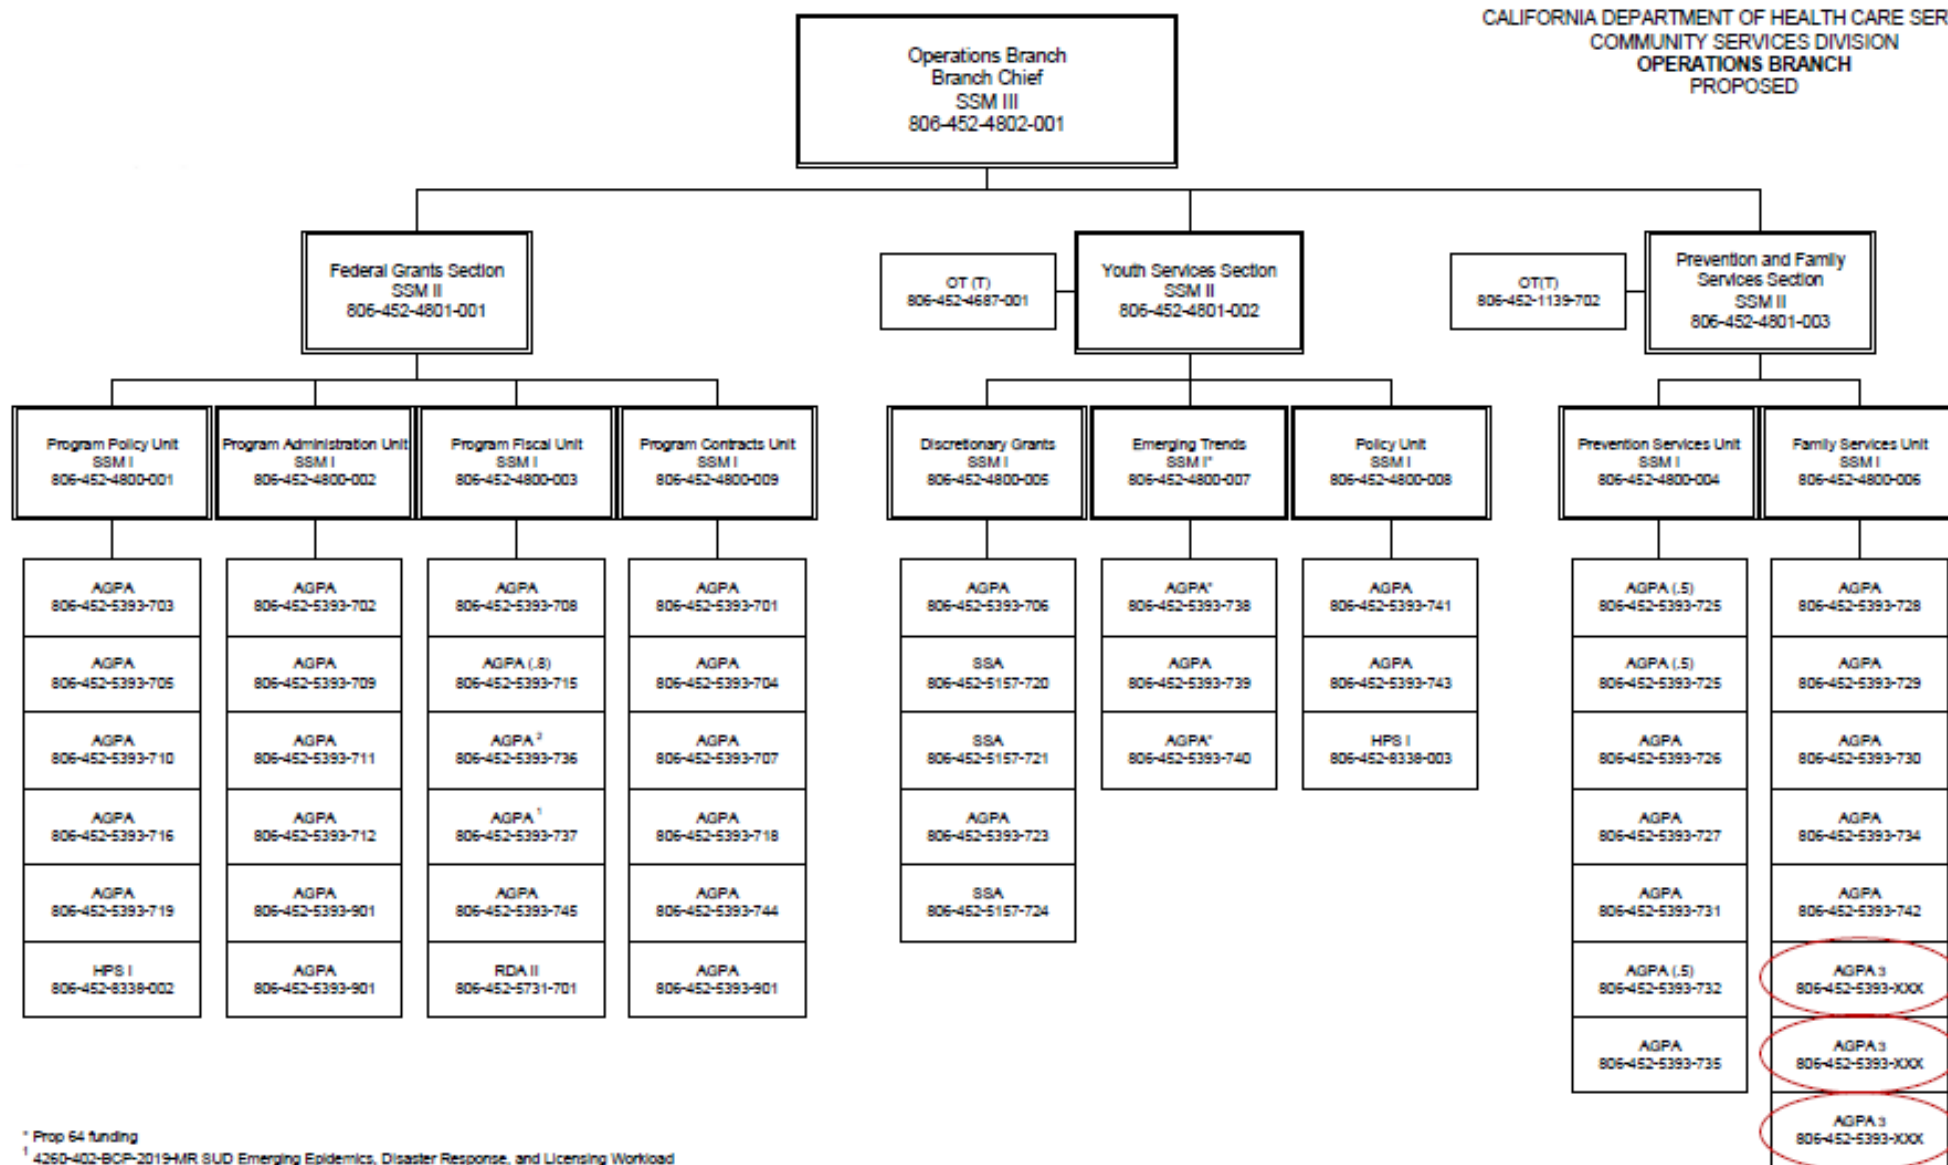 CALIFORNIA DEPARTMENT OF HEALTH CARE SER
COMMUNITY SERVICES DIVISION
OPERATIONS BRANCH
PROPOSED
Operations Branch
Branch Chief
SSM III
806-452-4802-001
Federal Grants Section
SSM II
806-452-4801-001
OT (T)
806-452-4687-001
Youth Services Section
SSM II
806-452-4801-002
OT(T)
806-452-1139-702
Prevention and Family
Services Section
SSM II
806-452-4801-003
Program Policy Unit
SSM I
806-452-4800-001
Program Administration Unit
SSM I
806-452-4800-002
Program Fiscal Unit
SSM I
806-452-4800-003
Program Contracts Unit
SSM I
806-452-4800-009
Discretionary Grants
SSM I
806-452-4800-005
Emerging Trends
SSM I*
806-452-4800-007
Policy Unit
SSM I
806-452-4800-008
Prevention Services Unit
SSM I
806-452-4800-004
Family Services Unit
SSM I
806-452-4800-006
AGPA
806-452-5393-703
AGPA
806-452-5393-705
AGPA
806-452-5393-710
AGPA
806-452-5393-716
AGPA
806-452-5393-719
HPS I
806-452-8338-002
AGPA
806-452-5393-702
AGPA
806-452-5393-709
AGPA
806-452-5393-711
AGPA
806-452-5393-712
AGPA
806-452-5393-901
AGPA
806-452-5393-901
AGPA
806-452-5393-708
AGPA (.8)
806-452-5393-715
AGPA ²
806-452-5393-736
AGPA ¹
806-452-5393-737
AGPA
806-452-5393-745
RDA II
806-452-5731-701
AGPA
806-452-5393-701
AGPA
806-452-5393-704
AGPA
806-452-5393-707
AGPA
806-452-5393-718
AGPA
806-452-5393-744
AGPA
806-452-5393-901
AGPA
806-452-5393-706
SSA
806-452-5157-720
SSA
806-452-5157-721
AGPA
806-452-5393-723
SSA
806-452-5157-724
AGPA*
806-452-5393-738
AGPA
806-452-5393-739
AGPA*
806-452-5393-740
AGPA
806-452-5393-741
AGPA
806-452-5393-743
HPS I
806-452-8338-003
AGPA (.5)
806-452-5393-725
AGPA (.5)
806-452-5393-725
AGPA
806-452-5393-726
AGPA
806-452-5393-727
AGPA
806-452-5393-731
AGPA (.5)
806-452-5393-732
AGPA
806-452-5393-735
AGPA
806-452-5393-728
AGPA
806-452-5393-729
AGPA
806-452-5393-730
AGPA
806-452-5393-734
AGPA
806-452-5393-742
AGPA 3
806-452-5393-XXX
AGPA 3
806-452-5393-XXX
AGPA 3
806-452-5393-XXX
* Prop 64 funding
¹ 4260-402-BCP-2019-MR SUD Emerging Epidemics, Disaster Response, and Licensing Workload